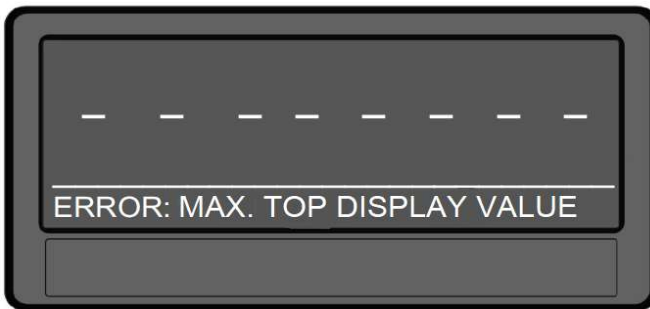 - - - - - - - -
ERROR: MAX. TOP DISPLAY VALUE